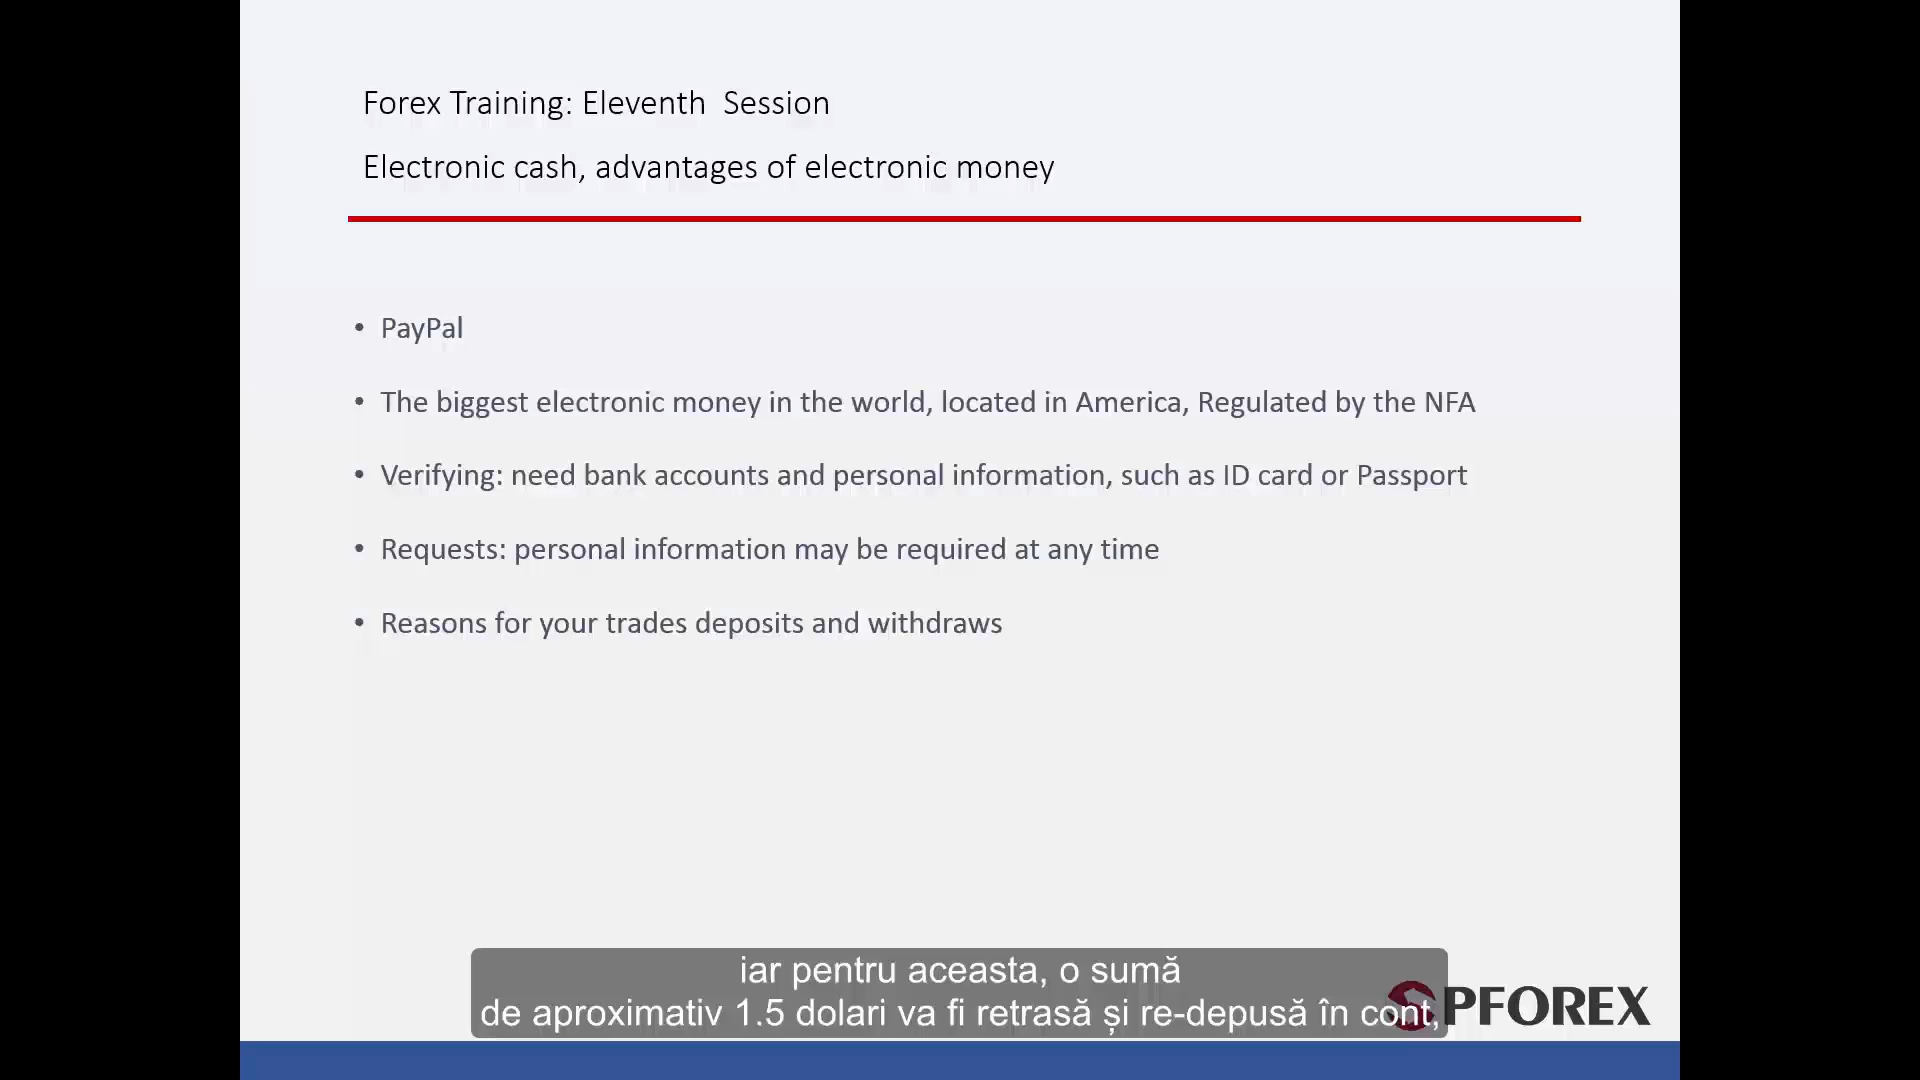 Forex Training: Eleventh Session
Electronic cash, advantages of electronic money
• PayPal
• The biggest electronic money in the world, located in America, Regulated by the NFA
• Verifying: need bank accounts and personal information, such as ID card or Passport
• Requests: personal information may be required at any time
• Reasons for your trades deposits and withdraws
iar pentru aceasta, o sumă
de aproximativ 1.5 dolari va fi retrasă și re-depusă în cont,
PFOREX